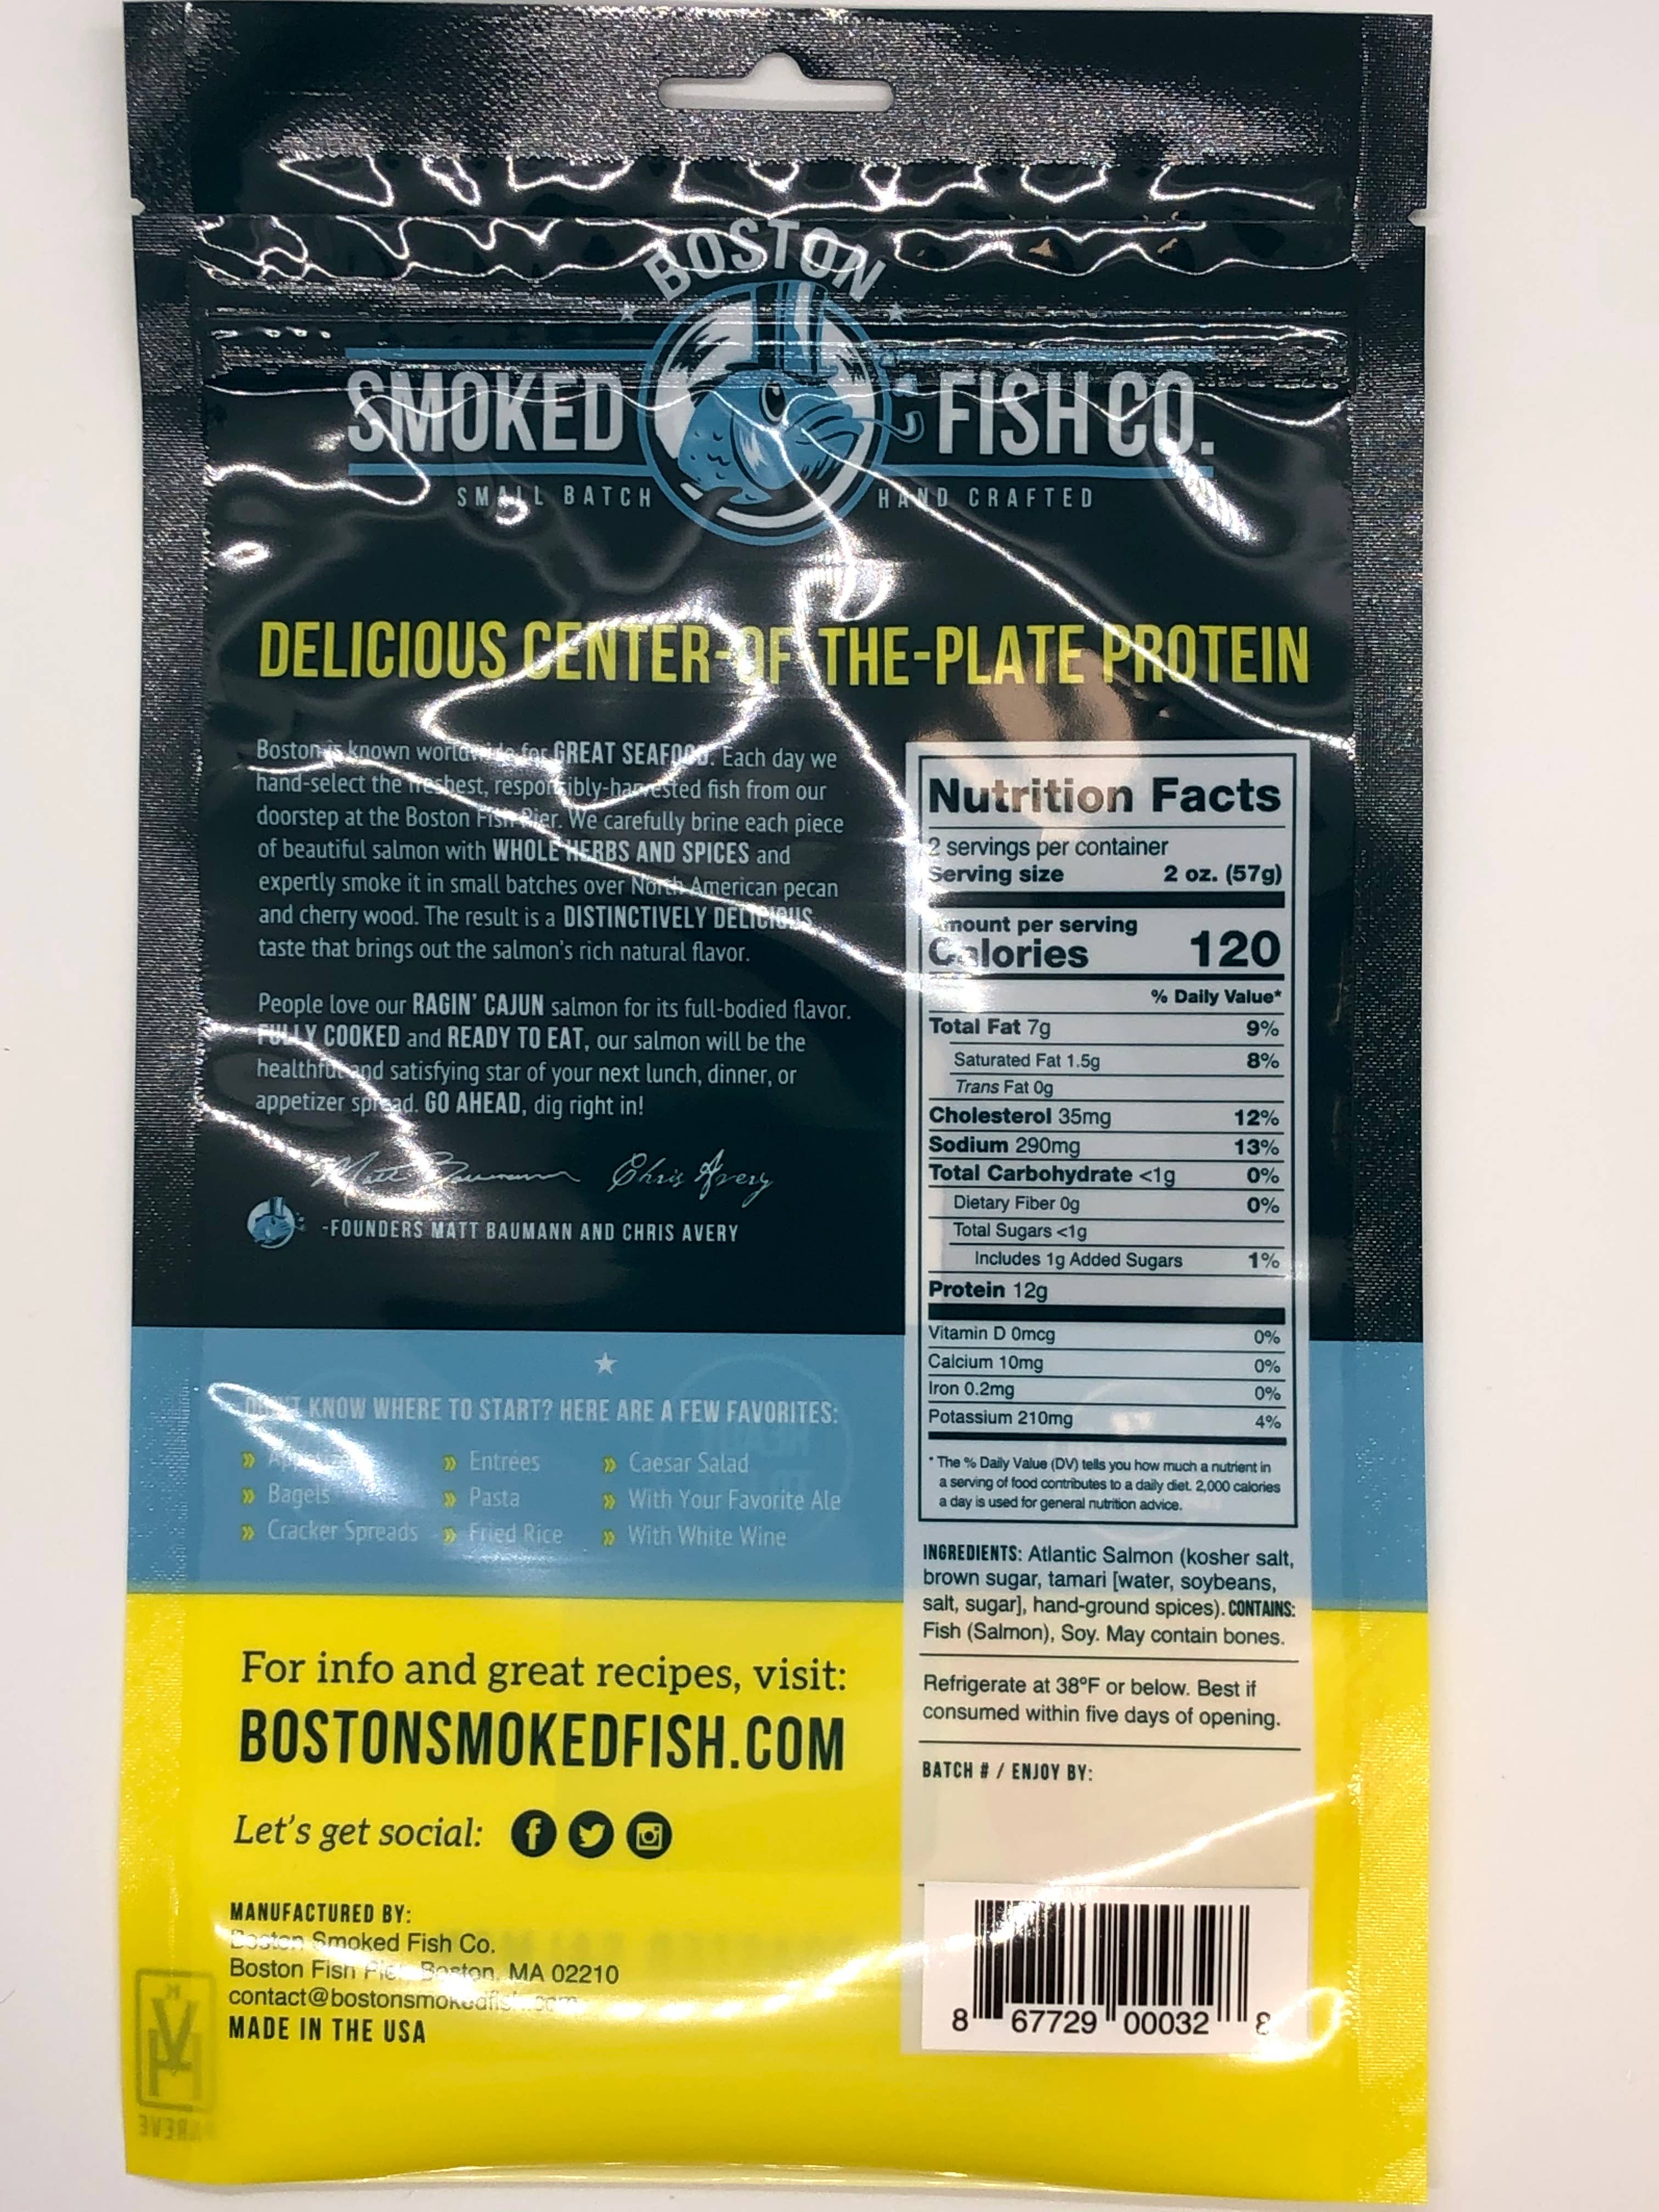 BOSTON
SMOKED FISH CO.
SMALL BATCH HAND CRAFTED
DELICIOUS CENTER-OF-THE-PLATE PROTEIN
Boston is known worldwide for GREAT SEAFOOD. Each day we
hand-select the freshest, responsibly-harvested fish from our
doorstep at the Boston Fish Pier. We carefully brine each piece
of beautiful salmon with WHOLE HERBS AND SPICES and
expertly smoke it in small batches over North American pecan
and cherry wood. The result is a DISTINCTIVELY DELICIOUS
taste that brings out the salmon's rich natural flavor.
People love our RAGIN' CAJUN salmon for its full-bodied flavor.
FULLY COOKED and READY TO EAT, our salmon will be the
healthful and satisfying star of your next lunch, dinner, or
appetizer spread. GO AHEAD, dig right in!
Matt Baumann Chris Avery
-FOUNDERS MATT BAUMANN AND CHRIS AVERY
DON'T KNOW WHERE TO START? HERE ARE A FEW FAVORITES:
» » Entrées » Caesar Salad
» Bagels » Pasta » With Your Favorite Ale
» Cracker Spreads » Fried Rice » With White Wine
For info and great recipes, visit:
BOSTONSMOKEDFISH.COM
Let's get social:
MANUFACTURED BY:
Boston Smoked Fish Co.
Boston Fish Pier, Boston, MA 02210
contact@bostonsmokedfish.com
MADE IN THE USA
Nutrition Facts
2 servings per container
Serving size 2 oz. (57g)
Amount per serving
Calories 120
% Daily Value*
Total Fat 7g 9%
Saturated Fat 1.5g 8%
Trans Fat 0g
Cholesterol 35mg 12%
Sodium 290mg 13%
Total Carbohydrate <1g 0%
Dietary Fiber 0g 0%
Total Sugars <1g
Includes 1g Added Sugars 1%
Protein 12g
Vitamin D 0mcg 0%
Calcium 10mg 0%
Iron 0.2mg 0%
Potassium 210mg 4%
* The % Daily Value (DV) tells you how much a nutrient in
a serving of food contributes to a daily diet. 2,000 calories
a day is used for general nutrition advice.
INGREDIENTS: Atlantic Salmon (kosher salt,
brown sugar, tamari [water, soybeans,
salt, sugar], hand-ground spices). CONTAINS:
Fish (Salmon), Soy. May contain bones.
Refrigerate at 38ºF or below. Best if
consumed within five days of opening.
BATCH # / ENJOY BY:
8 67729 00032 8